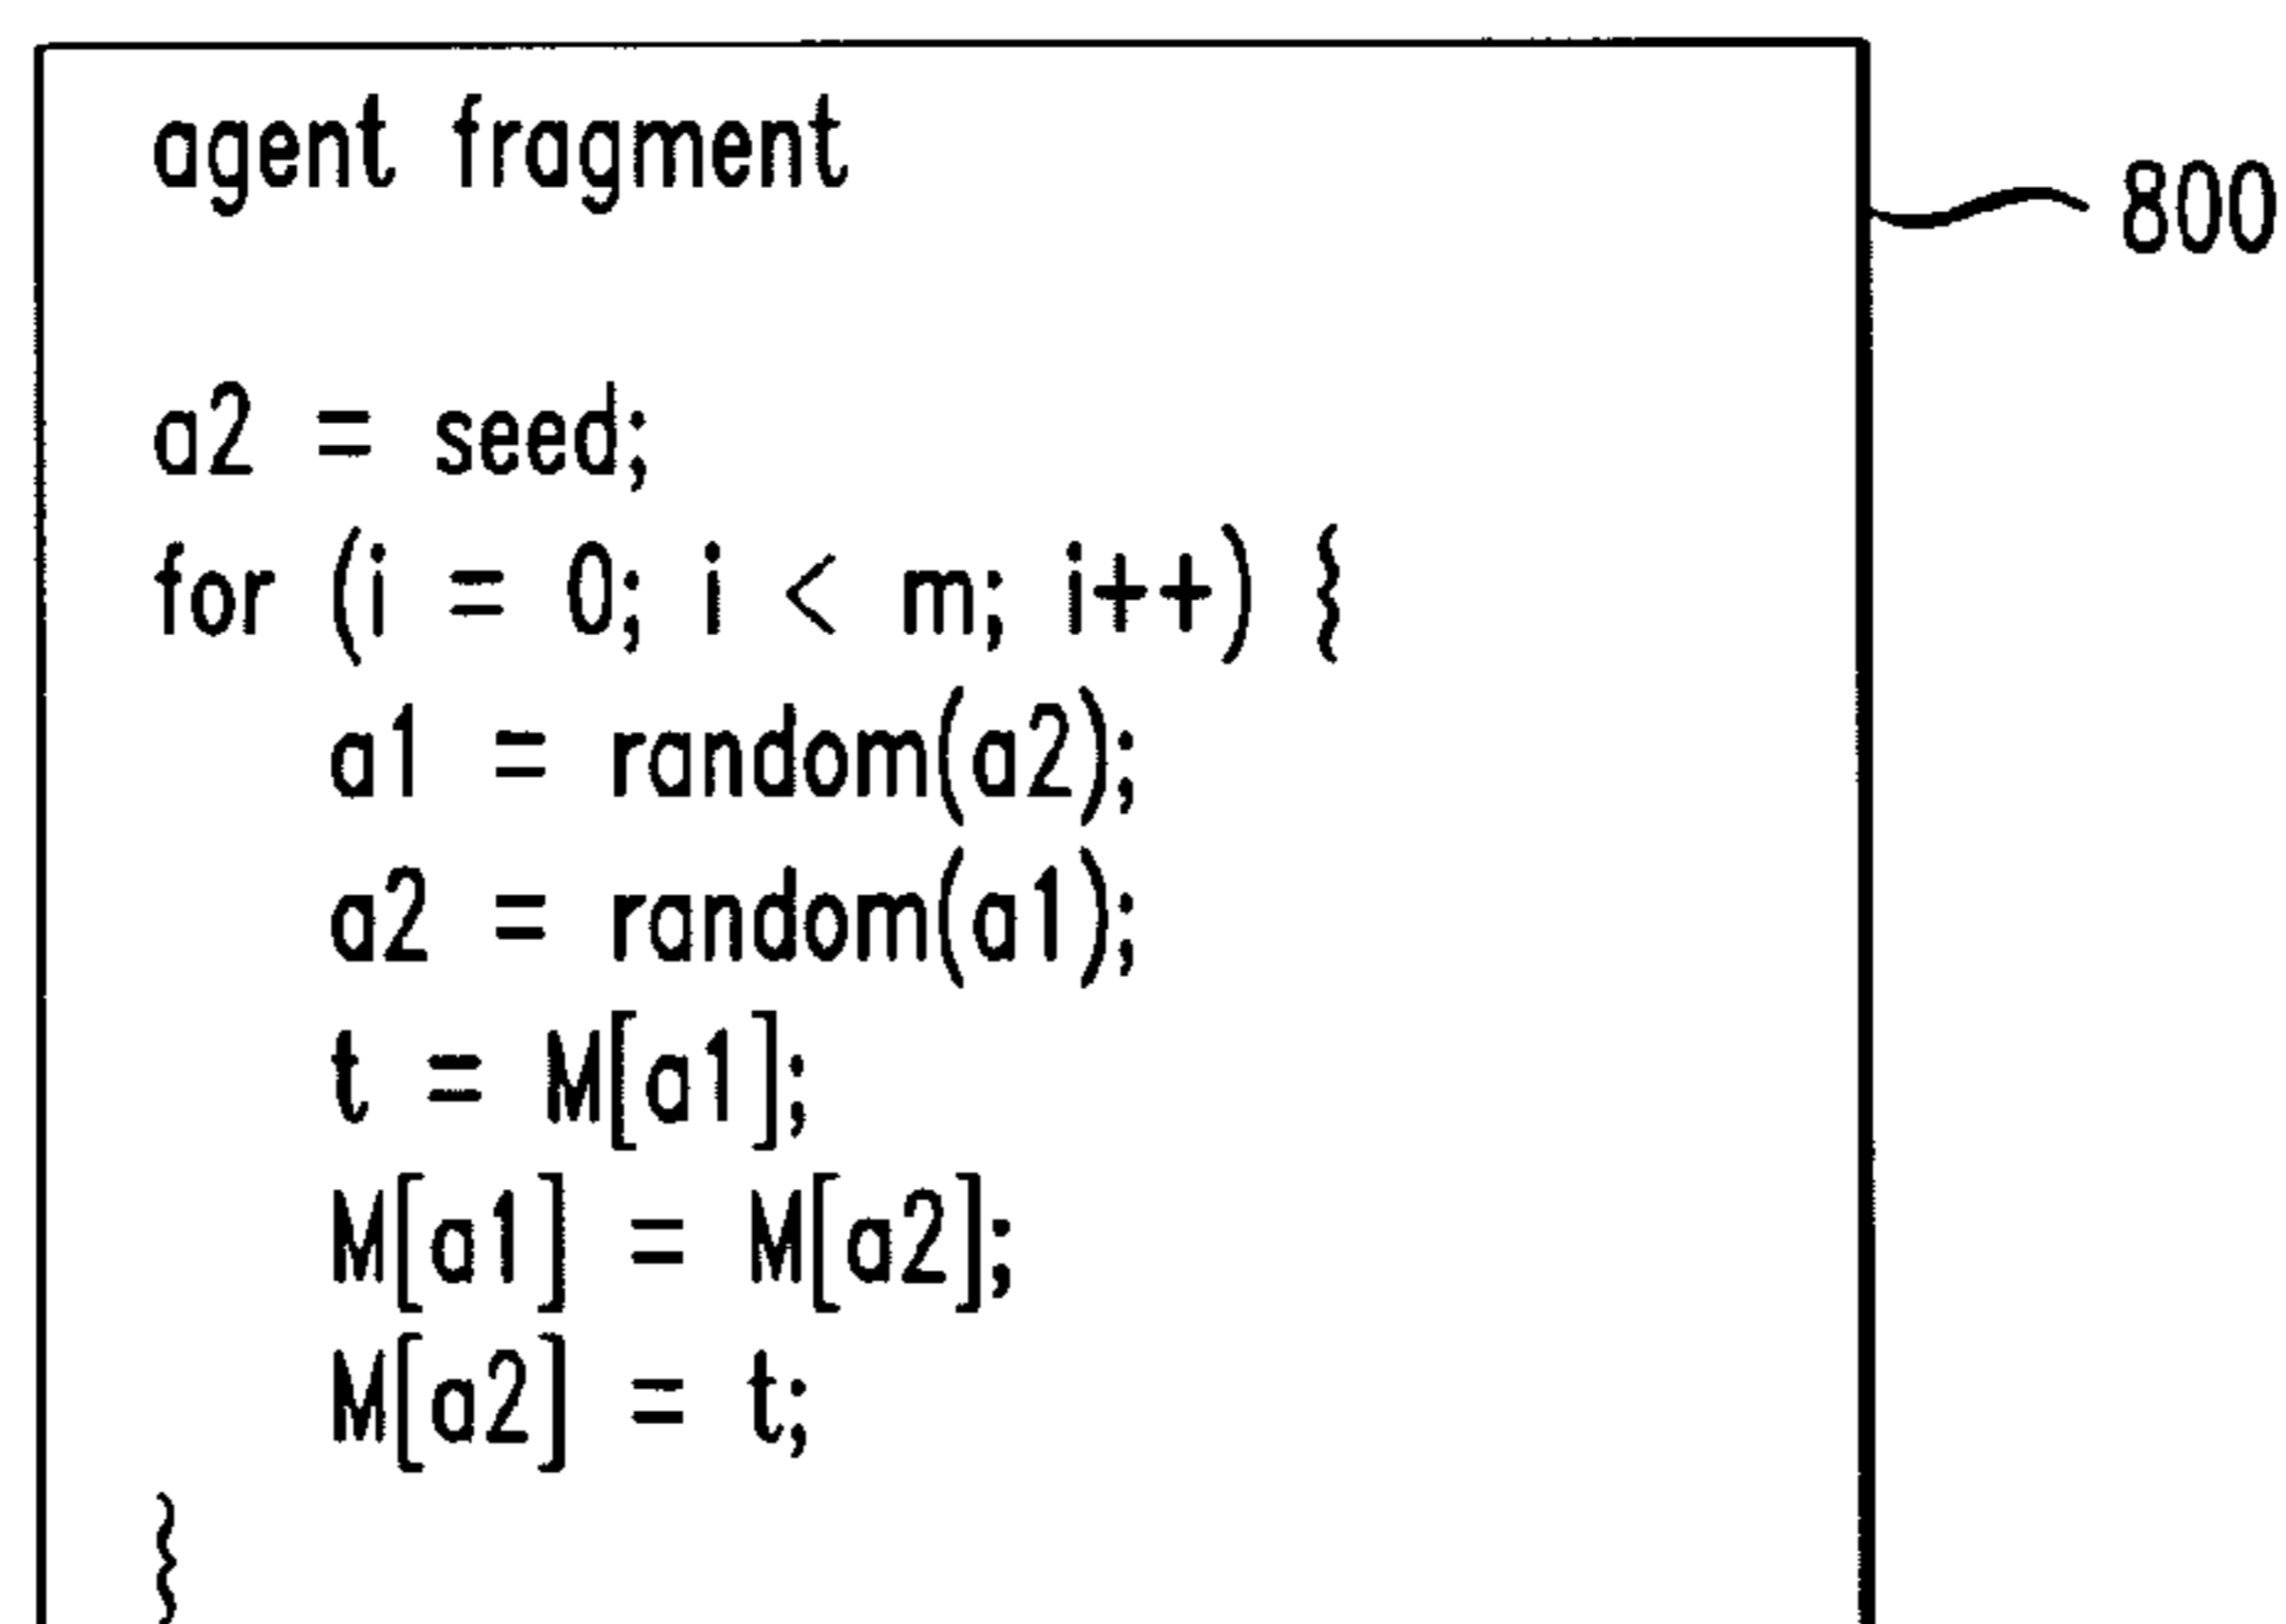 agent fragment
800
a2 = seed;
for (i = 0; i < m; i++) {
a1 = random(a2);
a2 = random(a1);
t = M[a1];
M[a1] = M[a2];
M[a2] = t;
}